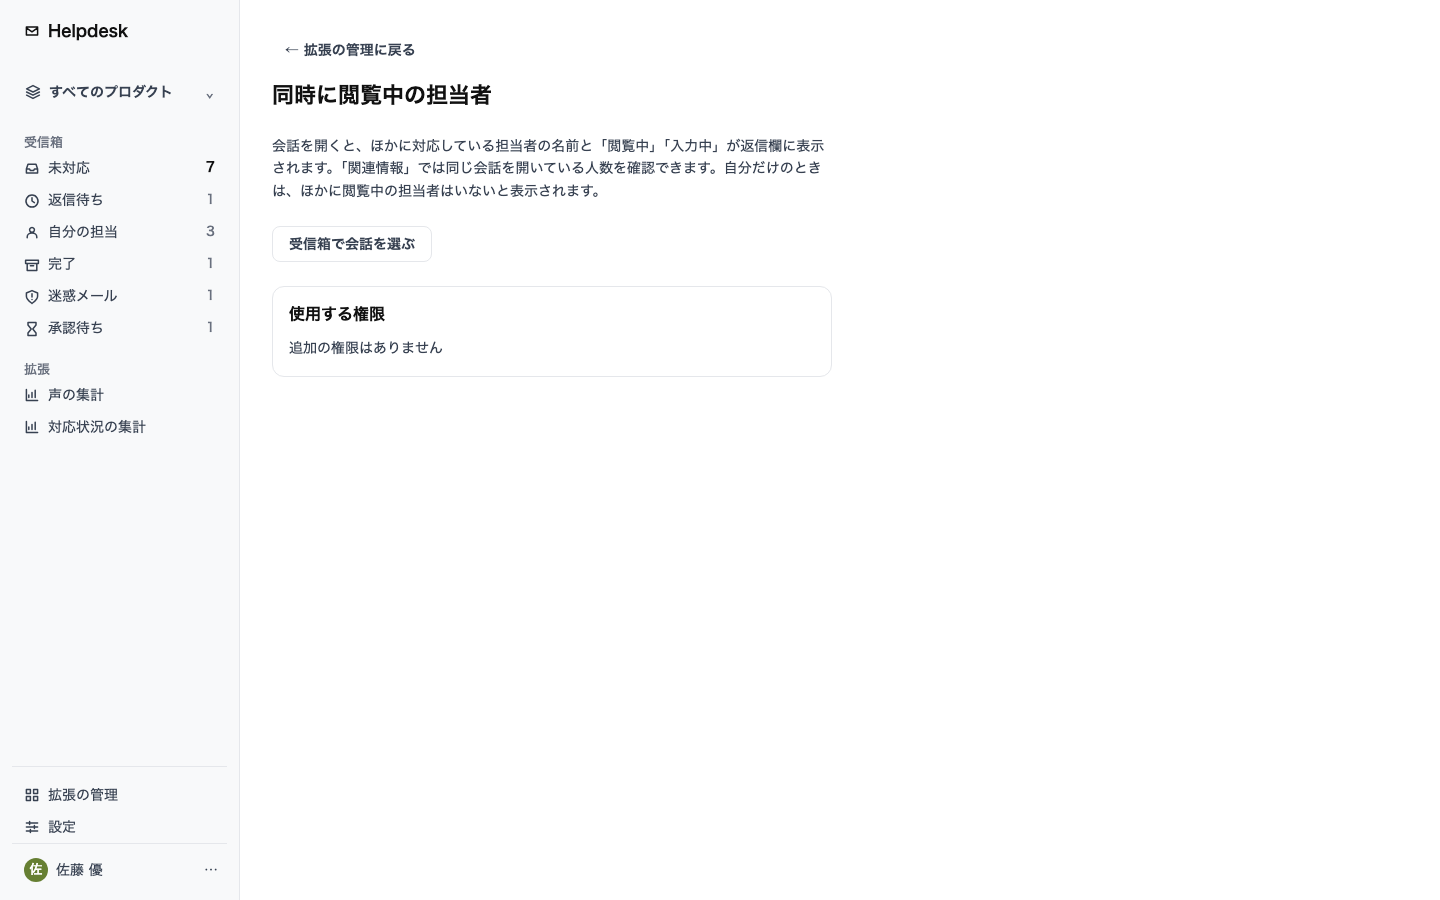 Helpdesk
すべてのプロダクト
受信箱
未対応 7
返信待ち 1
自分の担当 3
完了 1
迷惑メール 1
承認待ち 1
拡張
声の集計
対応状況の集計
拡張の管理
設定
佐 佐藤 優 …
← 拡張の管理に戻る
同時に閲覧中の担当者
会話を開くと、ほかに対応している担当者の名前と「閲覧中」「入力中」が返信欄に表示
されます。「関連情報」では同じ会話を開いている人数を確認できます。自分だけのとき
は、ほかに閲覧中の担当者はいないと表示されます。
受信箱で会話を選ぶ
使用する権限
追加の権限はありません